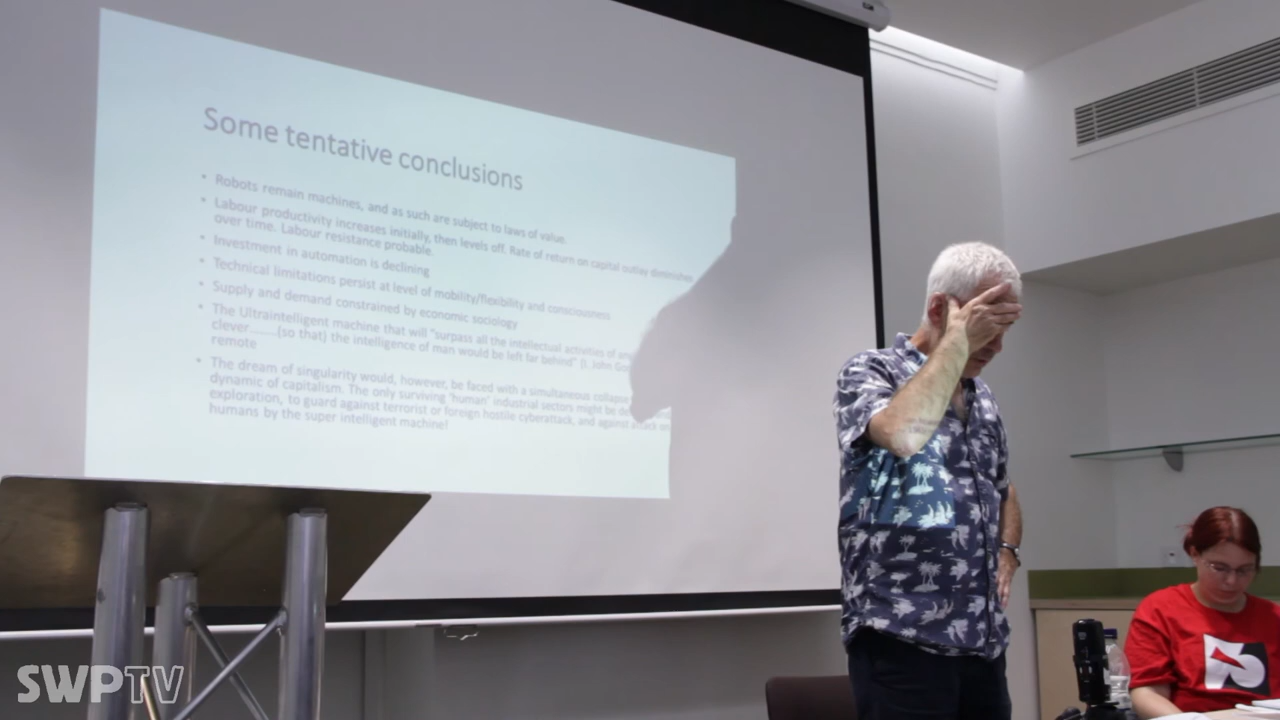 Some tentative conclusions
• Robots remain machines, and as such are subject to laws of value.
• Labour productivity increases initially, then levels off. Rate of return on capital outlay diminishes
over time. Labour resistance probable.
• Investment in automation is declining
• Technical limitations persist at level of mobility/flexibility and consciousness
• Supply and demand constrained by economic sociology
• The Ultraintelligent machine that will "surpass all the intellectual activities of
clever.......(so that) the intelligence of man would be left far behind" (I. John
remote
• The dream of singularity would, however, be faced with a simultaneous collapse
dynamic of capitalism. The only surviving 'human' industrial sectors might be
exploration, to guard against terrorist or foreign hostile cyberattack, and against attack on
humans by the super intelligent machine!
SWPTV